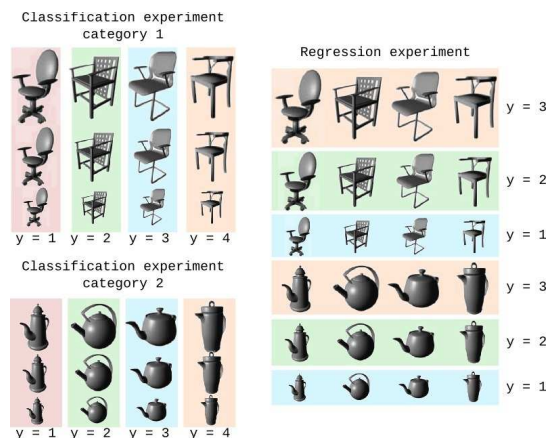 Classification experiment
category 1
y = 1 y = 2 y = 3 y = 4
Classification experiment
category 2
y = 1 y = 2 y = 3 y = 4
Regression experiment
y = 3
y = 2
y = 1
y = 3
y = 2
y = 1